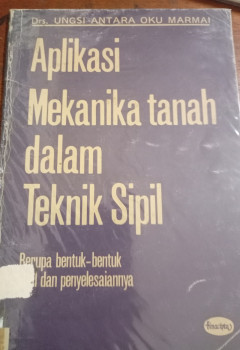 Drs. UNGSI ANTARA OKU MARMAI
Aplikasi
Mekanika tanah
dalam
Teknik Sipil
Berupa bentuk-bentuk
dan penyelesaiannya